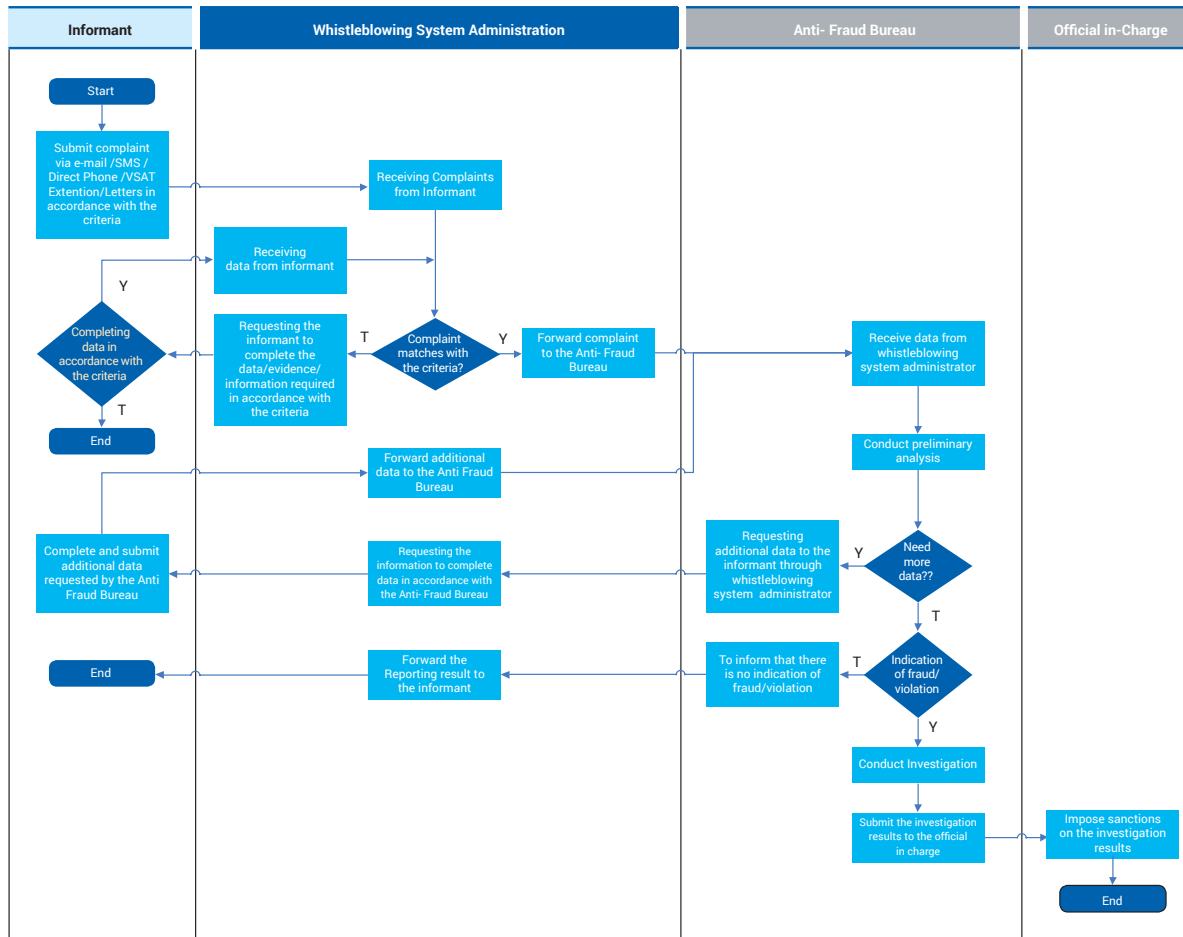 Informant
Whistleblowing System Administration
Anti- Fraud Bureau
Official in-Charge
Start
Submit complaint
via e-mail /SMS /
Direct Phone /VSAT
Extention/Letters in
accordance with the
criteria
Receiving Complaints
from Informant
Receiving
data from informant
Y
Completing
data in
accordance with
the criteria
T
End
Requesting the
informant to
complete the
data/evidence/
information required
in accordance with
the criteria
T
Complaint
matches with
the criteria?
Y
Forward complaint
to the Anti- Fraud
Bureau
Receive data from
whistleblowing
system administrator
Conduct preliminary
analysis
Forward additional
data to the Anti Fraud
Bureau
Complete and submit
additional data
requested by the Anti
Fraud Bureau
Requesting the
information to complete
data in accordance with
the Anti- Fraud Bureau
Requesting
additional data to the
informant through
whistleblowing
system administrator
Y
Need
more
data??
T
End
Forward the
Reporting result to
the informant
To inform that there
is no indication of
fraud/violation
T
Indication
of fraud/
violation
Y
Conduct Investigation
Submit the investigation
results to the official
in charge
Impose sanctions
on the investigation
results
End